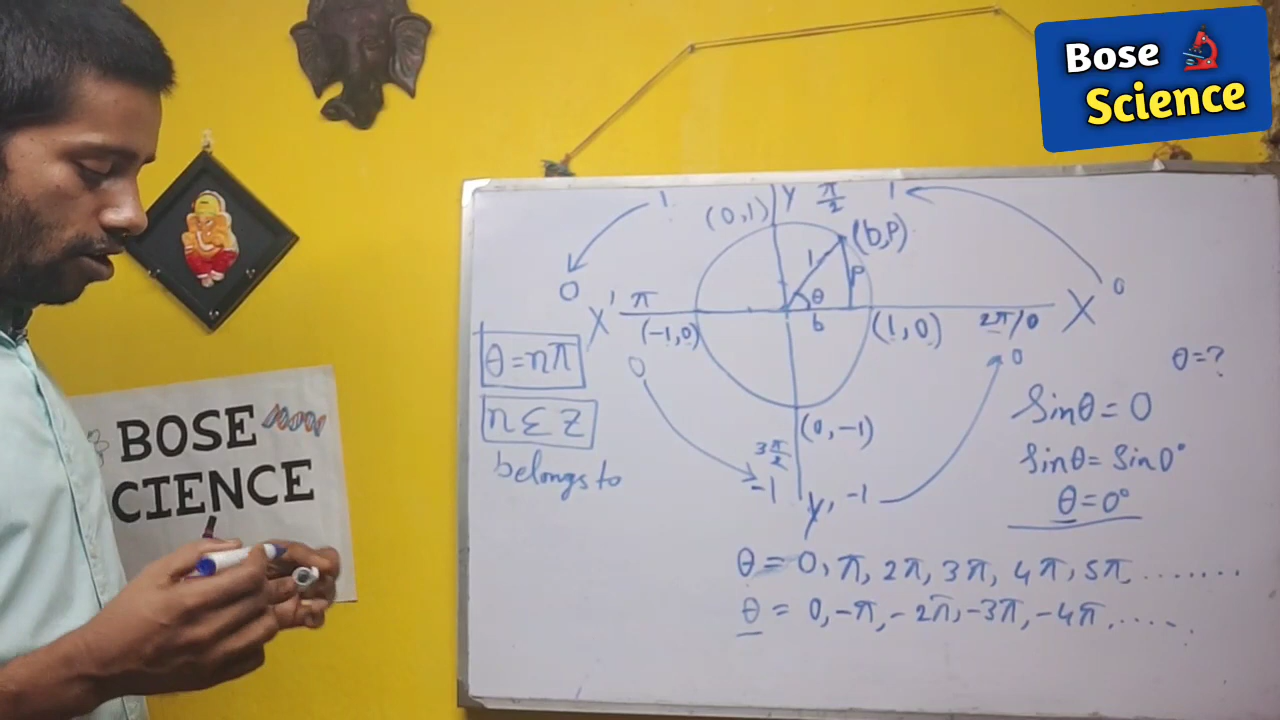 Bose
Science
BOSE
CIENCE
1
0
(0,1)
Y
π/2
1
(b,P)
1
P
θ
b
X'
π
(-1,0)
(1,0)
2π/0
X
0
0
0
θ=nπ
n Σ Z
belongs to
(0,-1)
3π/2
-1
Y'
-1
θ=?
Sinθ=0
Sinθ=Sin0°
θ=0°
θ = 0, π, 2π, 3π, 4π, 5π, .......
θ = 0, -π, -2π, -3π, -4π, .....